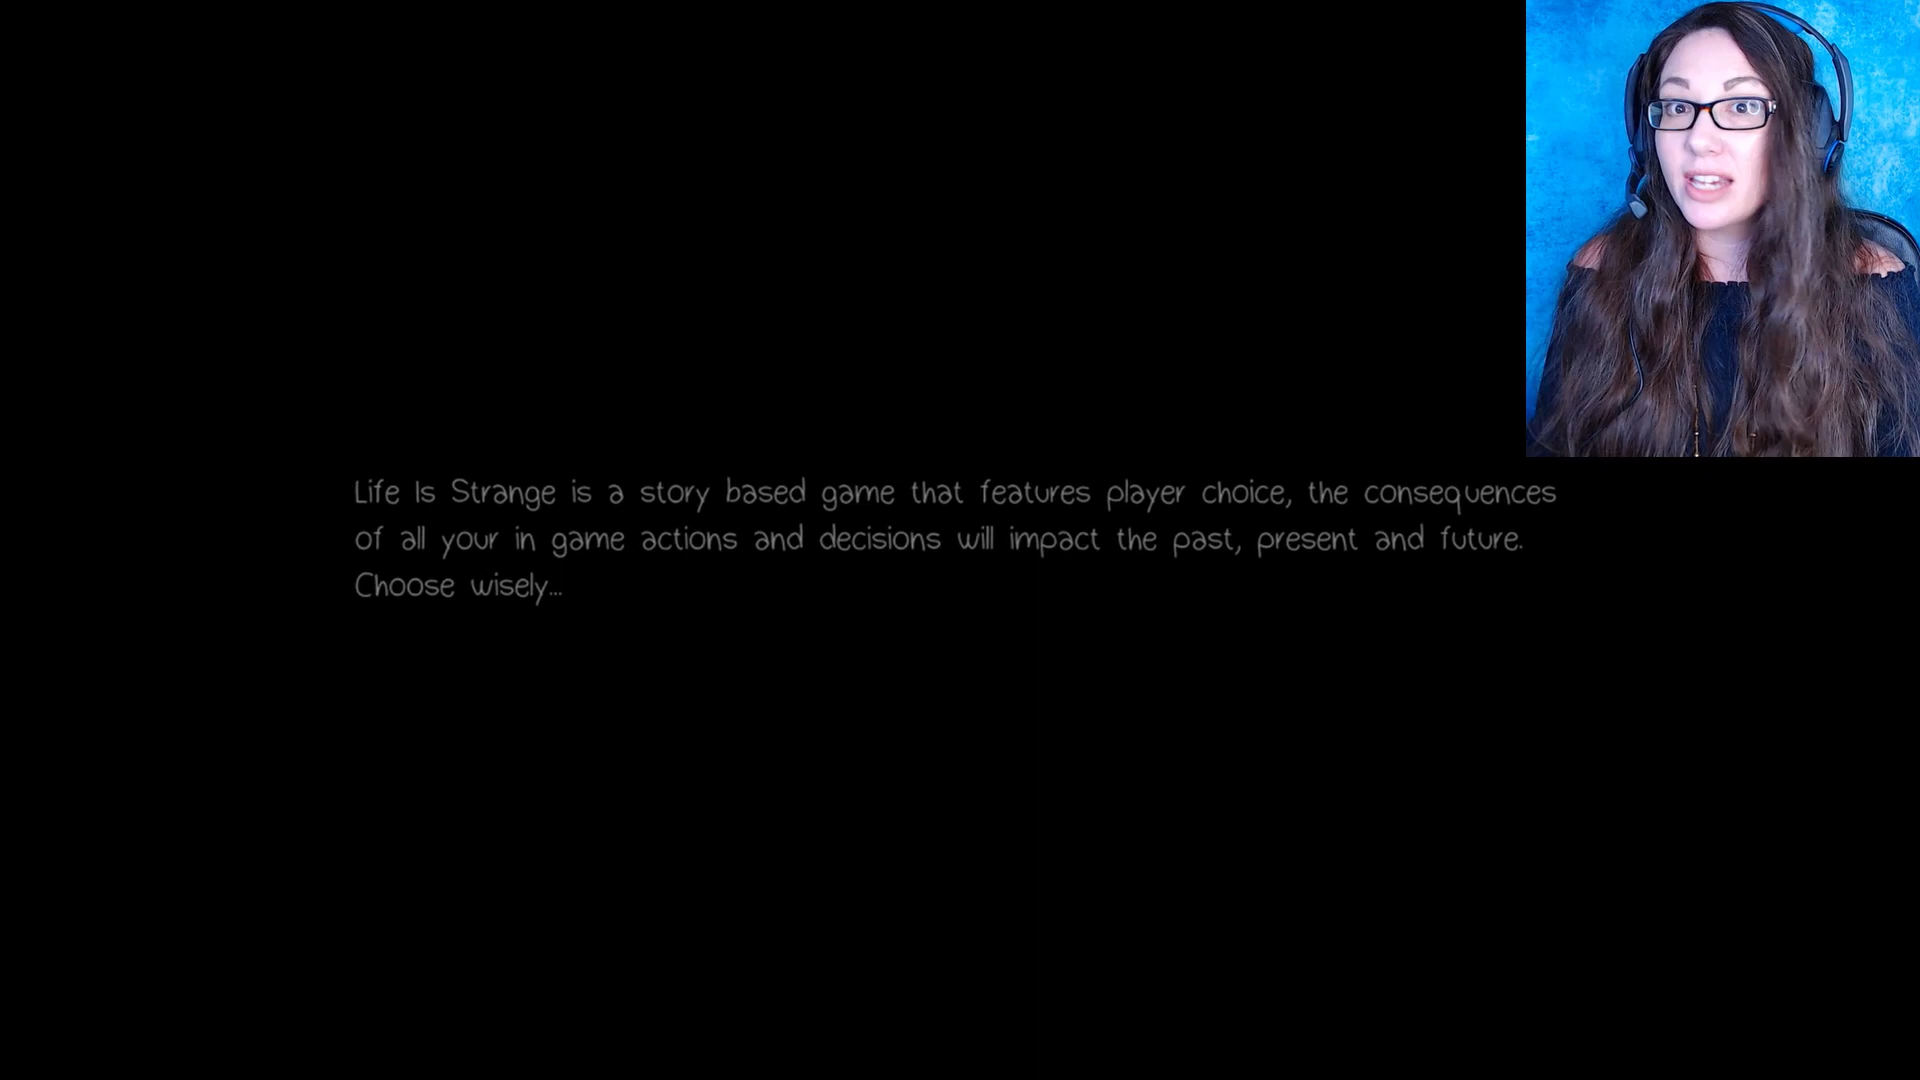 Life Is Strange is a story based game that features player choice, the consequences
of all your in game actions and decisions will impact the past, present and future.
Choose wisely...